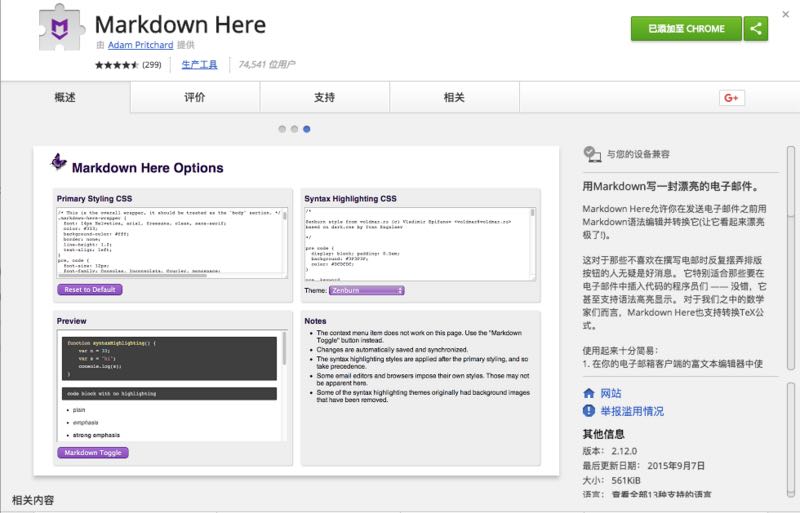 Markdown Here
由 Adam Pritchard 提供
(299)
生产工具
74,541 位用户
已添加至 CHROME
概述
评价
支持
相关
G+
Markdown Here Options
Primary Styling CSS
/* This is the overall wrapper, it should be treated as the `body` section. */
.markdown-here-wrapper {
font: 14px Helvetica, arial, freesans, clean, sans-serif;
color: #333;
background-color: #fff;
border: none;
line-height: 1.2;
text-align: left;
}
pre, code {
font-size: 12px;
Reset to Default
Syntax Highlighting CSS
/*
Zenburn style from voldmar.ru (c) Vladimir Epifanov <voldmar@voldmar.ru>
based on dark.css by Ivan Sagalaev
*/
pre code {
display: block; padding: 0.5em;
background: #3F3F3F;
color: #DCDCDC;
}
pre .keyword
Theme: Zenburn
Preview
function syntaxHighlighting() {
var n = 33;
var s = "hi";
console.log(s);
}
code block with no highlighting
• plain
• emphasis
• strong emphasis
Markdown Toggle
Notes
• The context menu item does not work on this page. Use the "Markdown
Toggle" button instead.
• Changes are automatically saved and synchronized.
• The syntax highlighting styles are applied after the primary styling, and so
take precedence.
• Some email editors and browsers impose their own styles. Those may not
be apparent here.
• Some of the syntax highlighting themes originally had background images
that have been removed.
与您的设备兼容
用Markdown写一封漂亮的电子邮件。
Markdown Here允许你在发送电子邮件之前用
Markdown语法编辑并转换它(让它看起来漂亮
极了!)。
这对于那些不喜欢在撰写电邮时反复摆弄排版
按钮的人无疑是好消息。 它特别适合那些要在
电子邮件中插入代码的程序员们 —— 没错，它
甚至支持语法高亮显示。 对于我们之中的数学
家们而言，Markdown Here也支持转换TeX公
式。
使用起来十分简易：
1. 在你的电子邮箱客户端的富文本编辑器中使
网站
举报滥用情况
其他信息
版本： 2.12.0
最后更新日期： 2015年9月7日
大小： 561KiB
语言： 查看全部13种支持的语言
相关内容